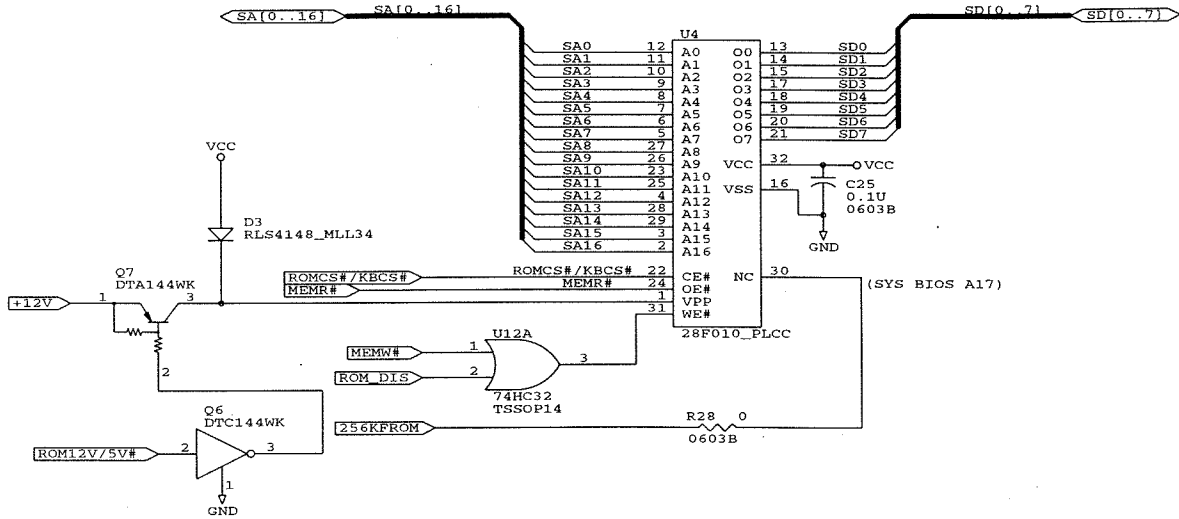 SA[0..16]
SA[0..16]
SD[0..7]
SD[0..7]
U4
SA0 12 A0 O0 13 SD0
SA1 11 A1 O1 14 SD1
SA2 10 A2 O2 15 SD2
SA3 9 A3 O3 17 SD3
SA4 8 A4 O4 18 SD4
SA5 7 A5 O5 19 SD5
SA6 6 A6 O6 20 SD6
SA7 5 A7 O7 21 SD7
SA8 27 A8
SA9 26 A9 VCC 32 VCC
SA10 23 A10
SA11 25 A11 VSS 16
SA12 4 A12
SA13 28 A13
SA14 29 A14
SA15 3 A15
SA16 2 A16
C25
0.1U
0603B
GND
VCC
D3
RLS4148_MLL34
Q7
DTA144WK
+12V 1 3
2
ROMCS#/KBCS# ROMCS#/KBCS# 22 CE# NC 30
MEMR# MEMR# 24 OE#
1 VPP
31 WE#
(SYS BIOS A17)
28F010_PLCC
U12A
MEMW# 1
3
ROM_DIS 2
74HC32
TSSOP14
256KFROM
R28 0
0603B
Q6
DTC144WK
ROM12V/5V# 2 3
1
GND